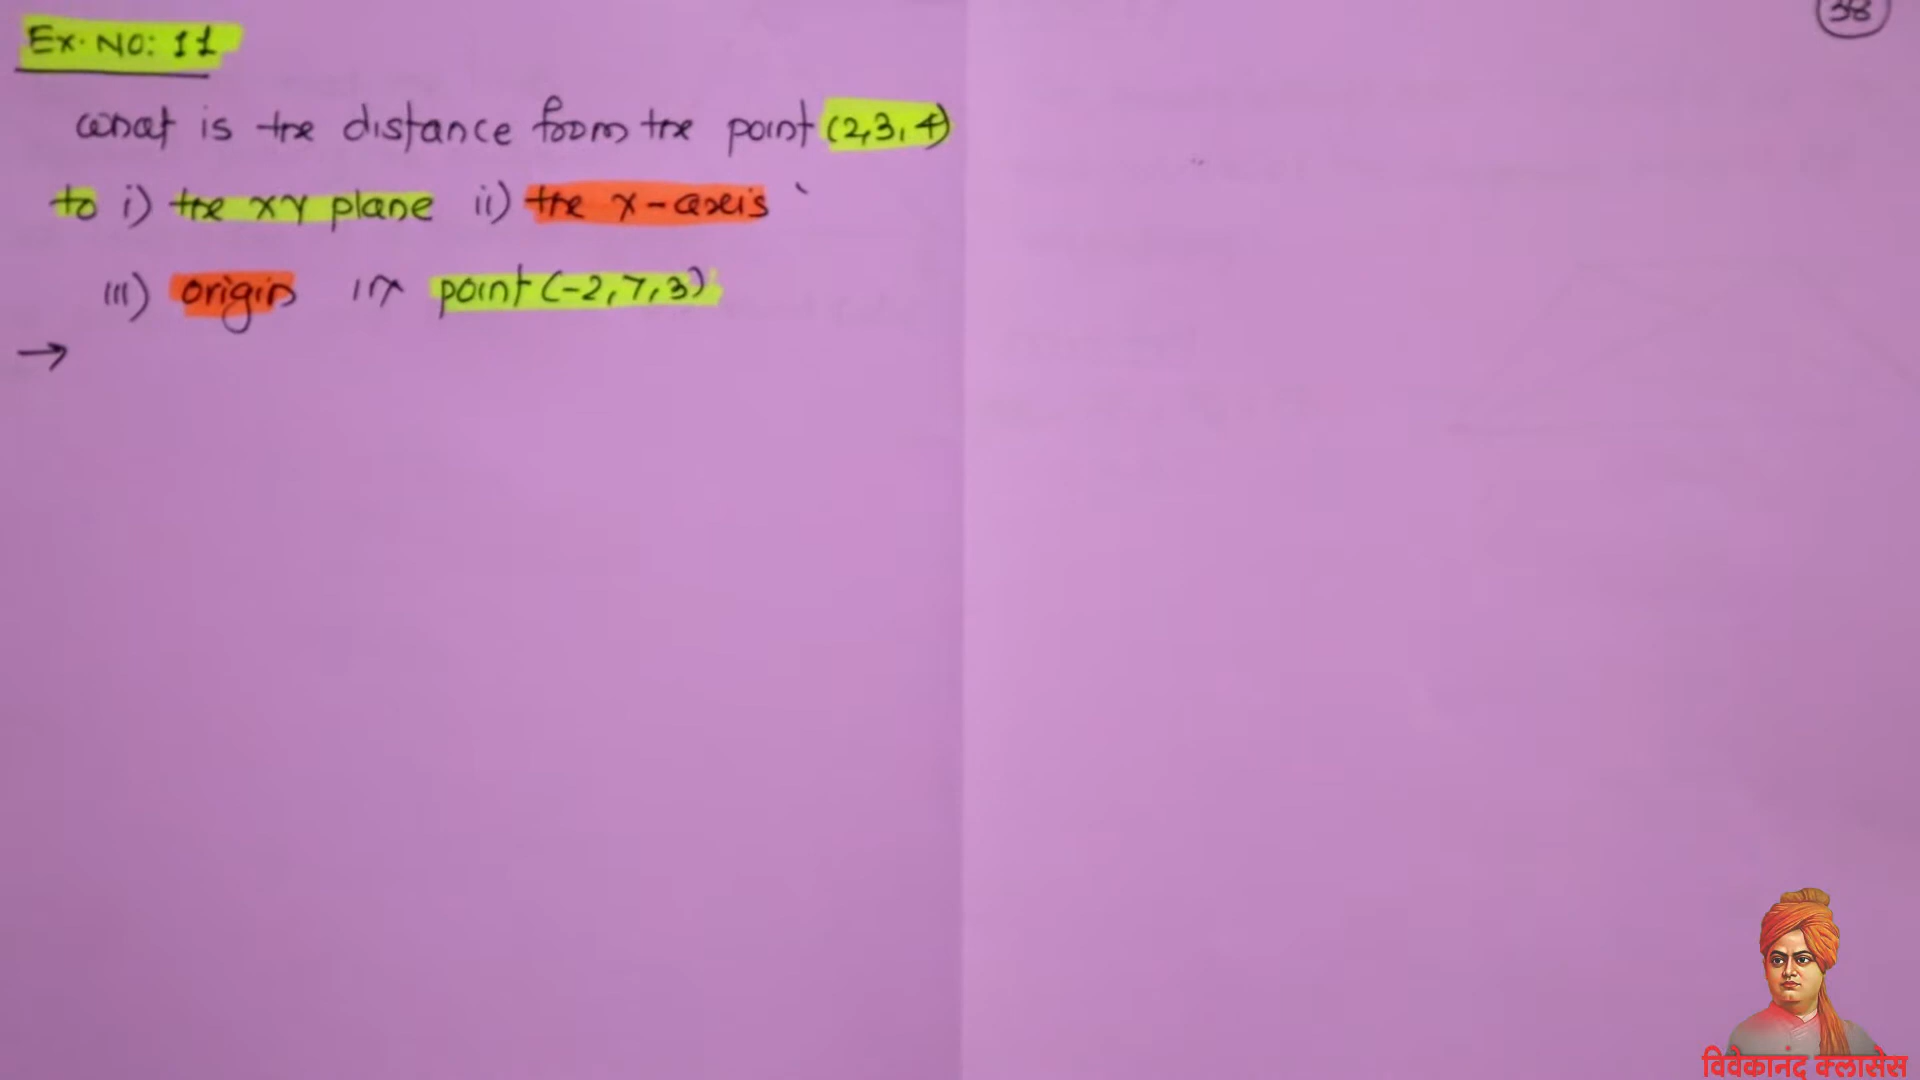 38
Ex. NO: 11
what is the distance from the point (2,3,4)
to i) the XY plane ii) the x-axis
iii) origin iv point (-2,7,3)
→
विवेकानंद क्लासेस